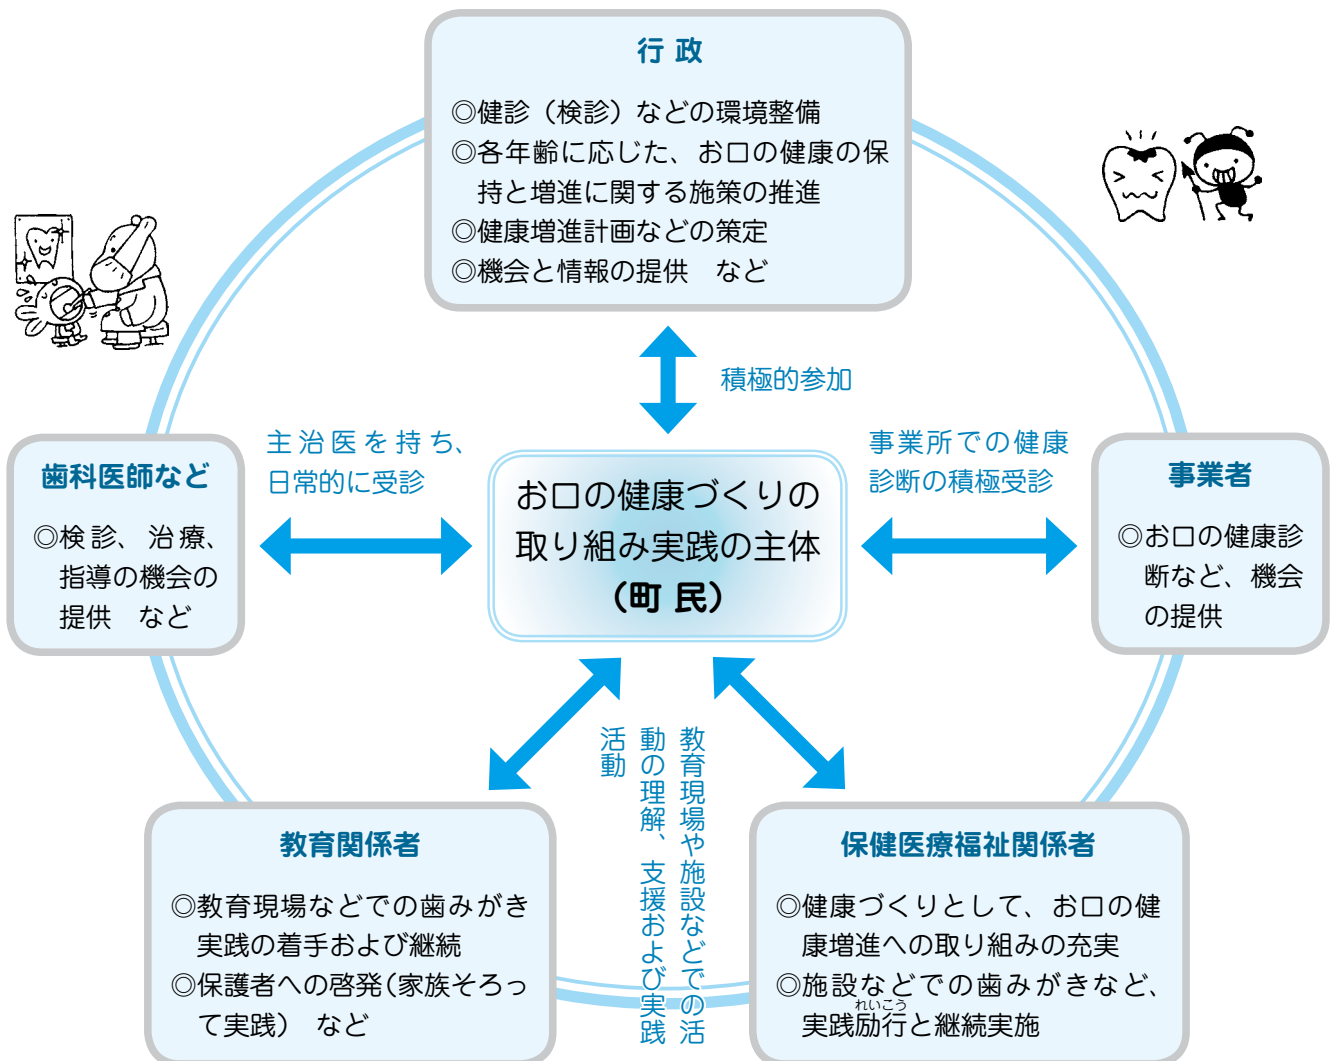 行 政
◎健診（検診）などの環境整備
◎各年齢に応じた、お口の健康の保
持と増進に関する施策の推進
◎健康増進計画などの策定
◎機会と情報の提供　など
積極的参加
主治医を持ち、
日常的に受診
事業所での健康
診断の積極受診
歯科医師など
◎検診、治療、
指導の機会の
提供　など
お口の健康づくりの
取り組み実践の主体
（町 民）
事業者
◎お口の健康診
断など、機会
の提供
教育現場や施設などでの活
動の理解、支援および実践
活動
教育関係者
◎教育現場などでの歯みがき
実践の着手および継続
◎保護者への啓発（家族そろっ
て実践）　など
保健医療福祉関係者
◎健康づくりとして、お口の健
康増進への取り組みの充実
◎施設などでの歯みがきなど、
れいこう
実践励行と継続実施